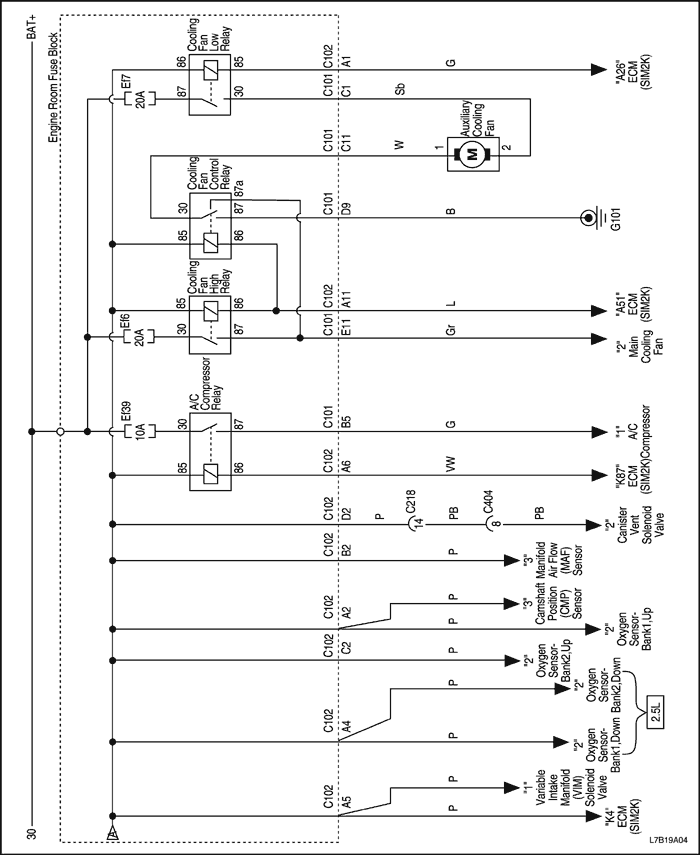 BAT+
30
Engine Room Fuse Block
Cooling
Fan
Low
Relay
86
85
87
30
Ef7
20A
C102
A1
G
"A26"
ECM
(SIM2K)
C101
C1
Sb
Auxiliary
Cooling
Fan
M
1
2
C101
C11
W
Cooling
Fan
Control
Relay
30
87a
87
85
86
C101
D9
B
G101
Cooling
Fan
High
Relay
85
86
30
87
Ef6
20A
C102
A11
L
"A51"
ECM
(SIM2K)
C101
E11
Gr
"2"
Main
Cooling
Fan
A/C
Compressor
Relay
Ef39
10A
30
87
85
86
C101
B5
G
"1"
A/C
Compressor
C102
A6
VW
"K87"
ECM
(SIM2K)
C102
D2
P
C218
14
PB
C404
8
PB
"2"
Canister
Vent
Solenoid
Valve
C102
B2
P
"3"
Manifold
Air Flow
(MAF)
Sensor
C102
A2
P
"3"
Camshaft
Position
(CMP)
Sensor
P
"2"
Oxygen
Sensor-
Bank1,Up
C102
C2
P
"2"
Oxygen
Sensor-
Bank2,Up
C102
A4
P
"2"
Oxygen
Sensor-
Bank2,Down
P
"2"
Oxygen
Sensor-
Bank1,Down
2.5L
C102
A5
P
"1"
Variable
Intake
Manifold
(VIM)
Solenoid
Valve
P
"K4"
ECM
(SIM2K)
A
L7B19A04